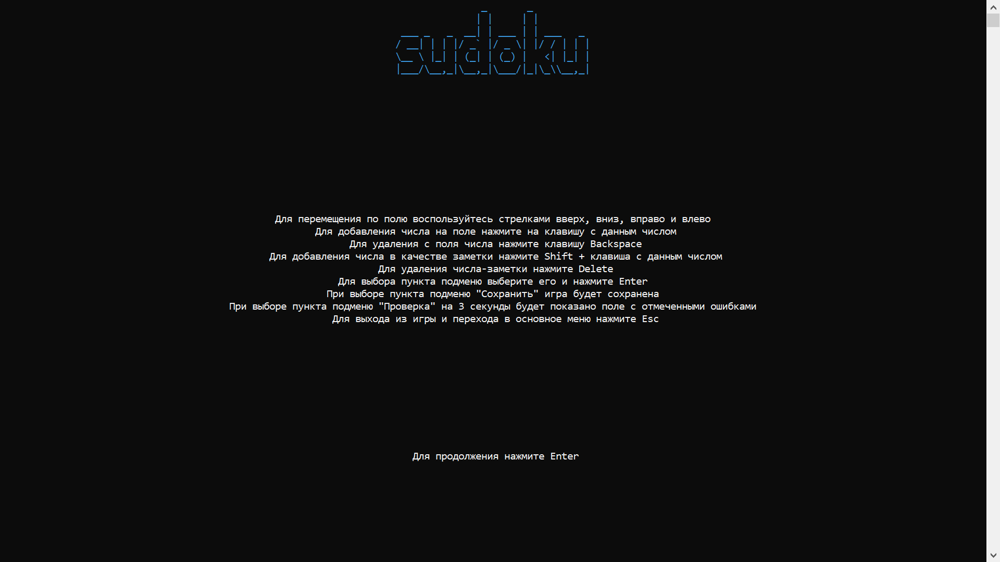 sudoku
Для перемещения по полю воспользуйтесь стрелками вверх, вниз, вправо и влево
Для добавления числа на поле нажмите на клавишу с данным числом
Для удаления с поля числа нажмите клавишу Backspace
Для добавления числа в качестве заметки нажмите Shift + клавиша с данным числом
Для удаления числа-заметки нажмите Delete
Для выбора пункта подменю выберите его и нажмите Enter
При выборе пункта подменю "Сохранить" игра будет сохранена
При выборе пункта подменю "Проверка" на 3 секунды будет показано поле с отмеченными ошибками
Для выхода из игры и перехода в основное меню нажмите Esc
Для продолжения нажмите Enter